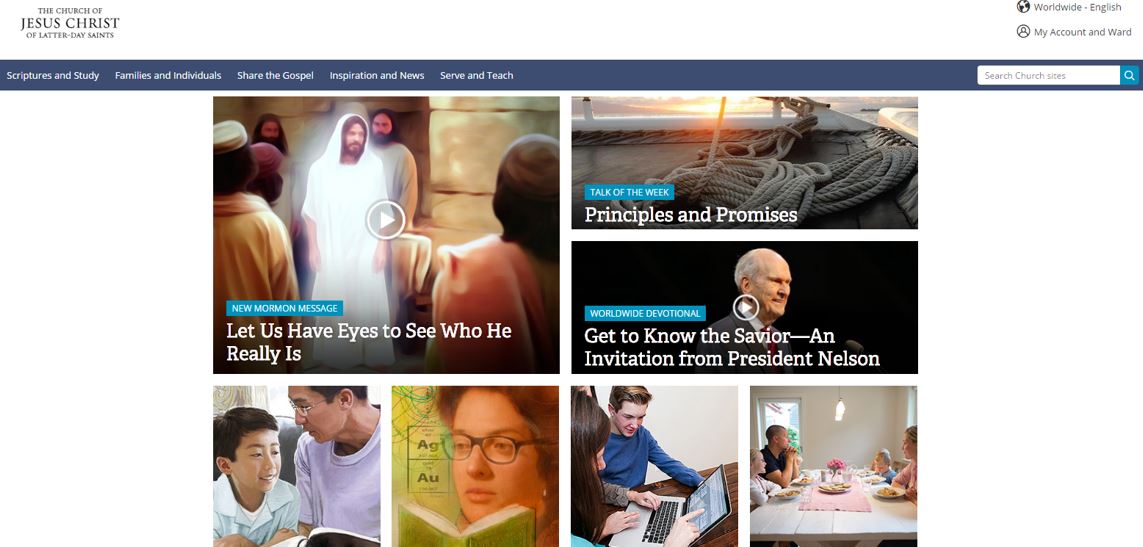 THE CHURCH OF
JESUS CHRIST
OF LATTER-DAY SAINTS
Worldwide - English
My Account and Ward
Scriptures and Study
Families and Individuals
Share the Gospel
Inspiration and News
Serve and Teach
Search Church sites
NEW MORMON MESSAGE
Let Us Have Eyes to See Who He
Really Is
TALK OF THE WEEK
Principles and Promises
WORLDWIDE DEVOTIONAL
Get to Know the Savior—An
Invitation from President Nelson
Ag
Au